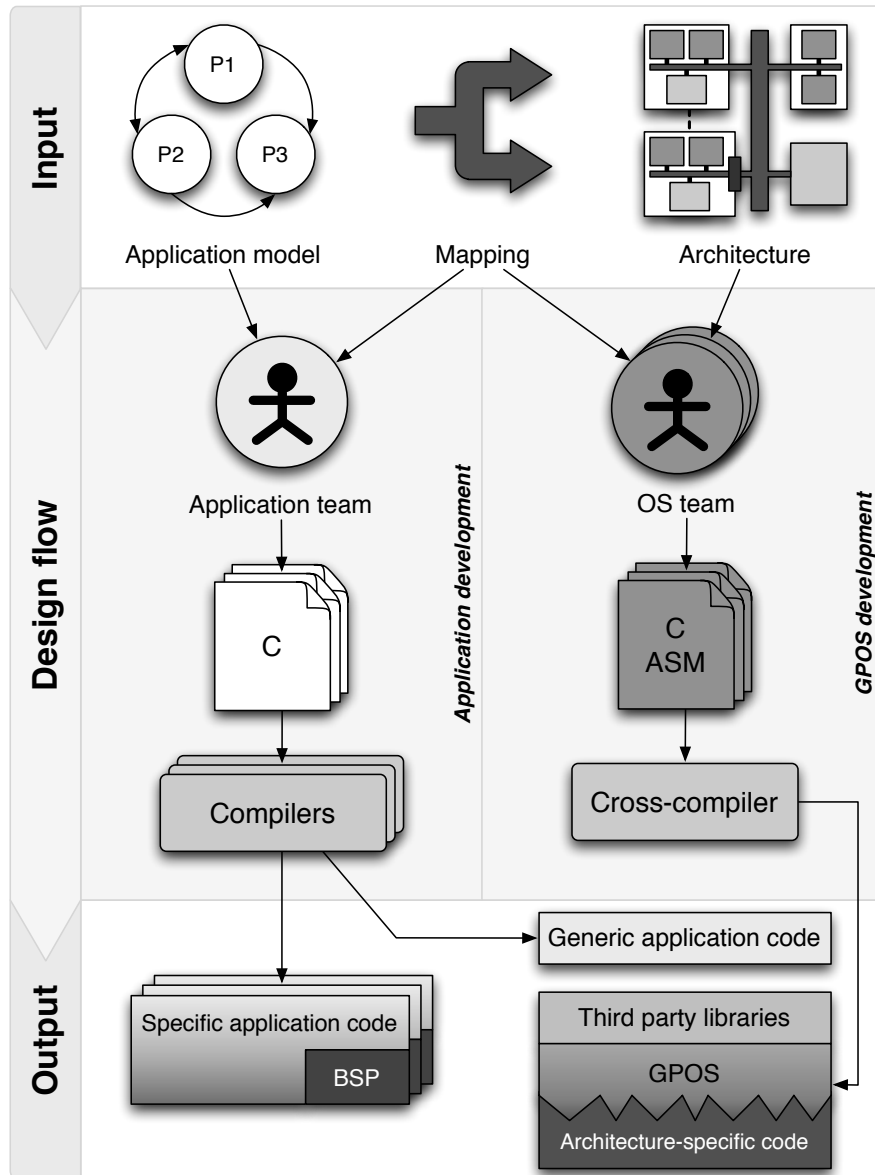 Input
P1
P2
P3
Application model
Mapping
Architecture
Design flow
Application team
OS team
C
C
ASM
Application development
GPOS development
Compilers
Cross-compiler
Output
Generic application code
Specific application code
BSP
Third party libraries
GPOS
Architecture-specific code